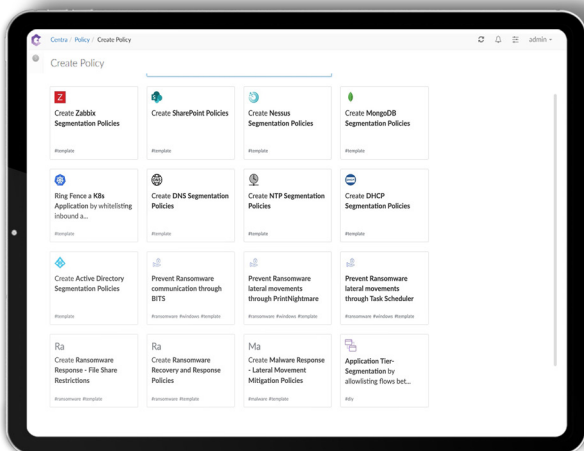 Centra / Policy / Create Policy
admin
Create Policy
Z
Create Zabbix
Segmentation Policies
#template
Create SharePoint Policies
#template
Create Nessus
Segmentation Policies
#template
Create MongoDB
Segmentation Policies
#template
Ring Fence a K8s
Application by whitelisting
inbound a...
#template
Create DNS Segmentation
Policies
#template
Create NTP Segmentation
Policies
#template
Create DHCP
Segmentation Policies
#template
Create Active Directory
Segmentation Policies
#template
Prevent Ransomware
communication through
BITS
#ransomware #windows #template
Prevent Ransomware
lateral movements
through PrintNightmare
#ransomware #windows #template
Prevent Ransomware
lateral movements
through Task Scheduler
#ransomware #windows #template
Ra
Create Ransomware
Response - File Share
Restrictions
#ransomware #template
Ra
Create Ransomware
Recovery and Response
Policies
#ransomware #template
Ma
Create Malware Response
- Lateral Movement
Mitigation Policies
#malware #template
Application Tier-
Segmentation by
allowlisting flows bet...